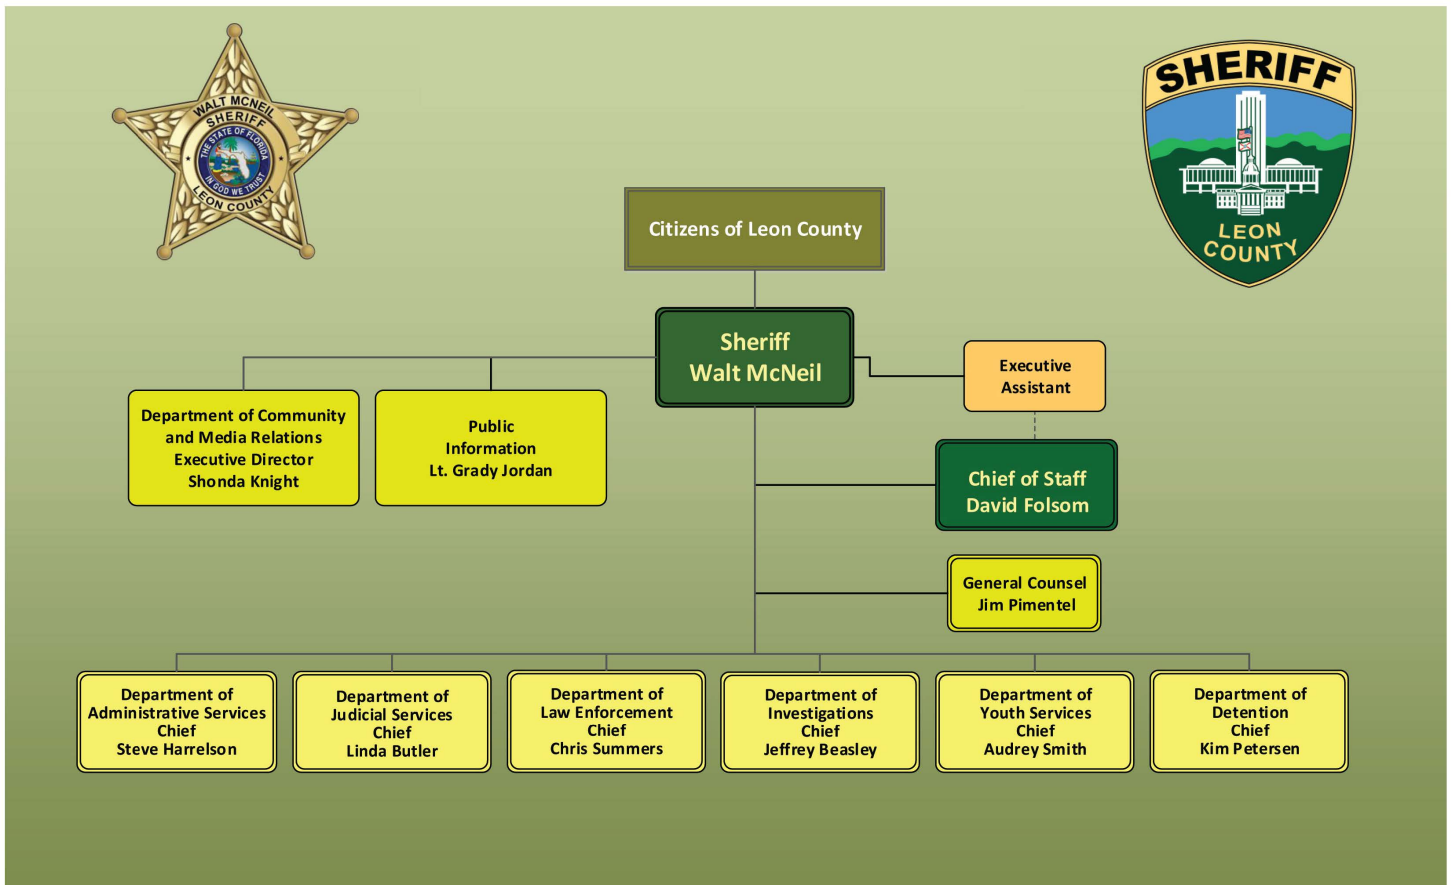 WALT MCNEIL
SHERIFF
THE STATE OF FLORIDA
IN GOD WE TRUST
LEON COUNTY
SHERIFF
LEON
COUNTY
Citizens of Leon County
Sheriff
Walt McNeil
Executive
Assistant
Department of Community
and Media Relations
Executive Director
Shonda Knight
Public
Information
Lt. Grady Jordan
Chief of Staff
David Folsom
General Counsel
Jim Pimentel
Department of
Administrative Services
Chief
Steve Harrelson
Department of
Judicial Services
Chief
Linda Butler
Department of
Law Enforcement
Chief
Chris Summers
Department of
Investigations
Chief
Jeffrey Beasley
Department of
Youth Services
Chief
Audrey Smith
Department of
Detention
Chief
Kim Petersen